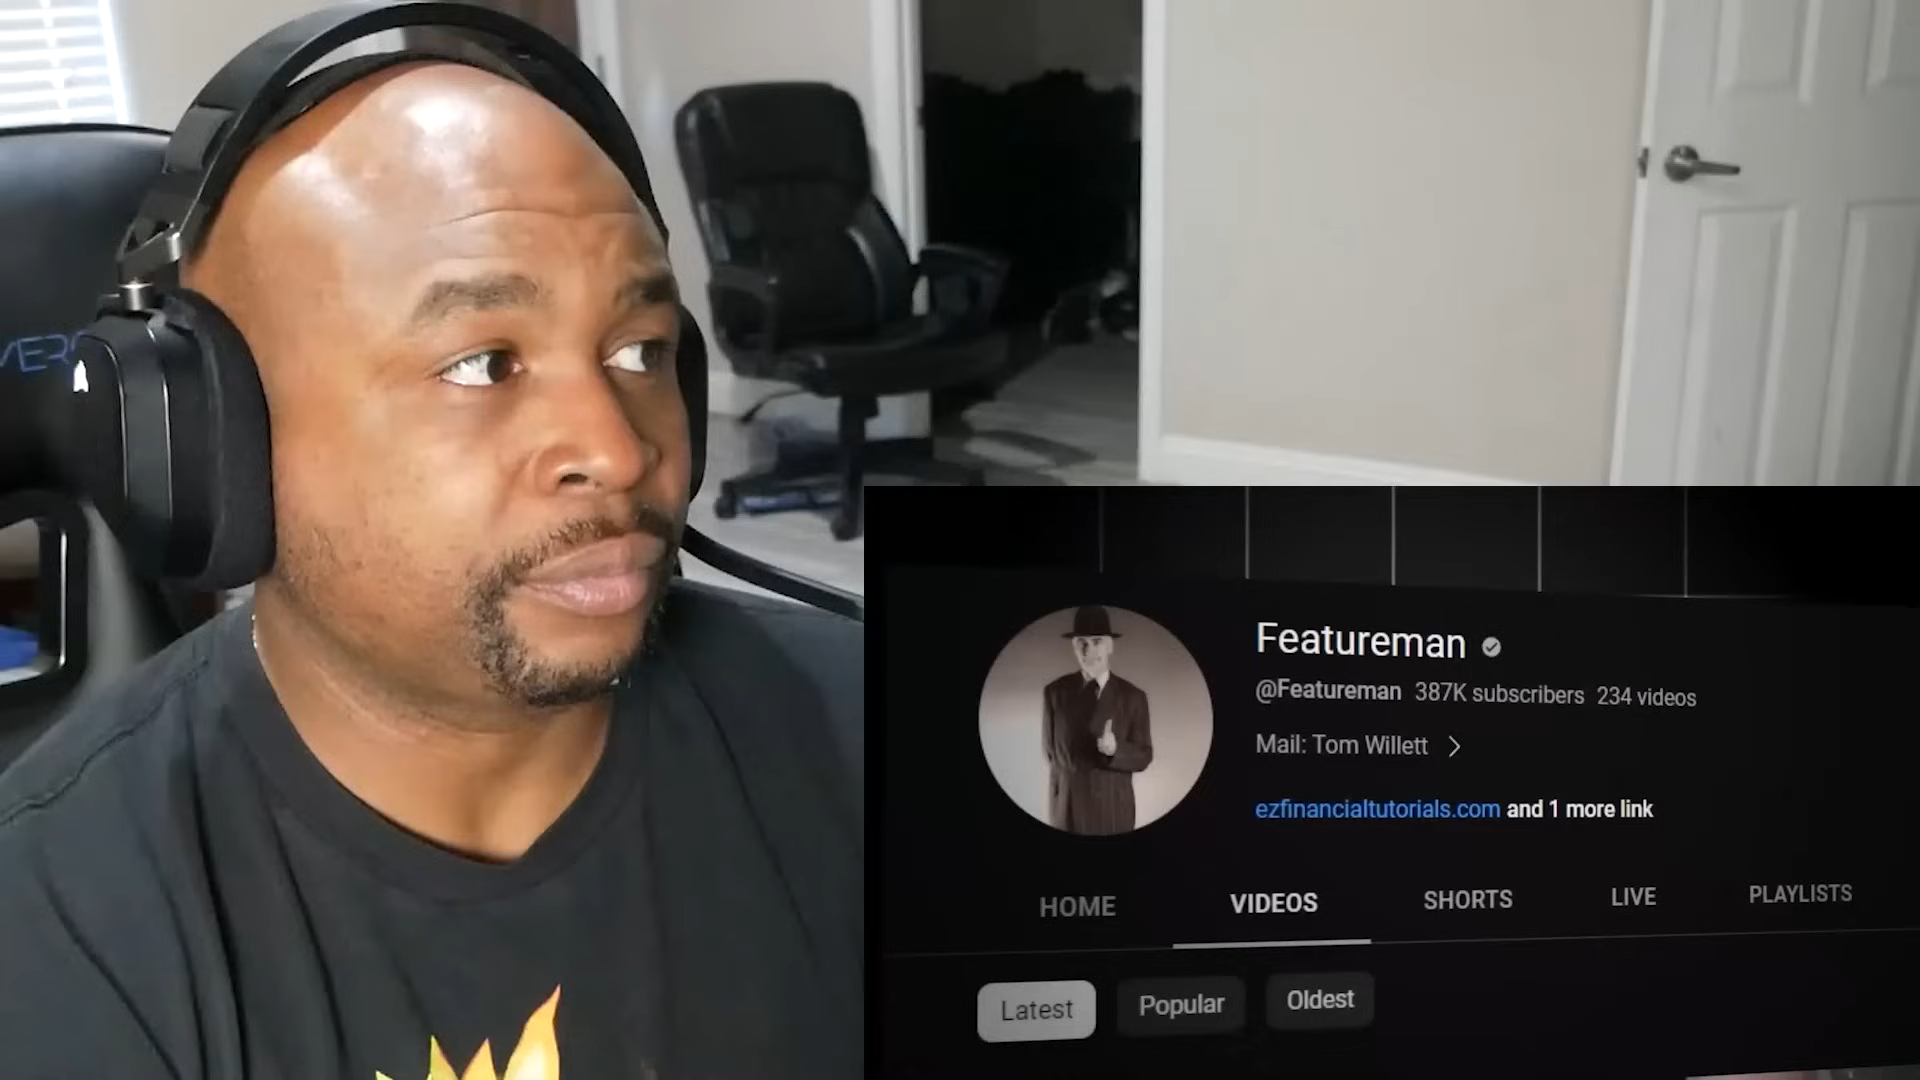 Featureman
@Featureman 387K subscribers 234 videos
Mail: Tom Willett
ezfinancialtutorials.com and 1 more link
HOME VIDEOS SHORTS LIVE PLAYLISTS
Latest Popular Oldest